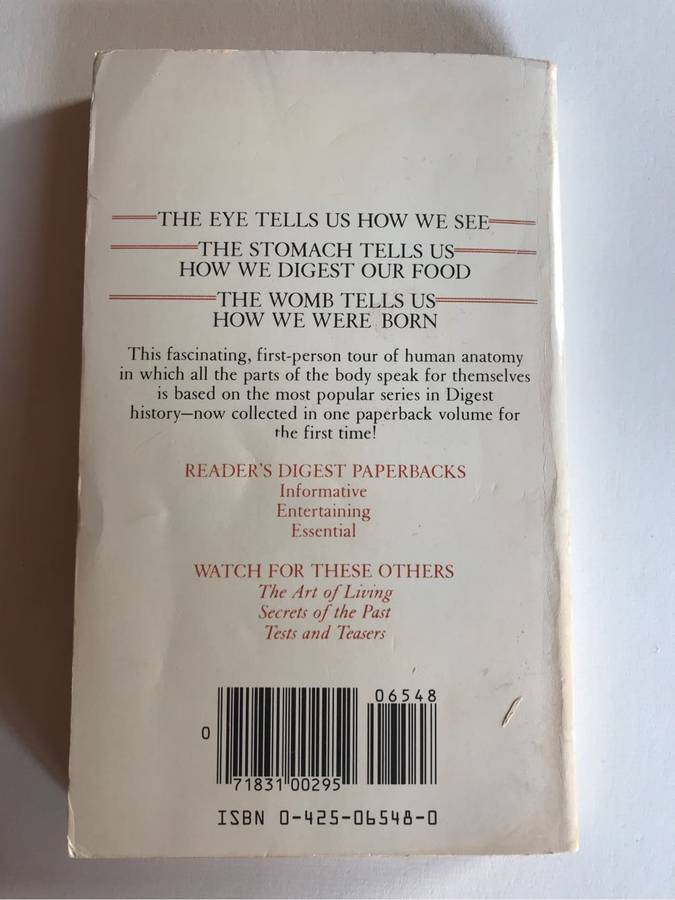 THE EYE TELLS US HOW WE SEE
THE STOMACH TELLS US
HOW WE DIGEST OUR FOOD
THE WOMB TELLS US
HOW WE WERE BORN
This fascinating, first-person tour of human anatomy
in which all the parts of the body speak for themselves
is based on the most popular series in Digest
history—now collected in one paperback volume for
the first time!
READER'S DIGEST PAPERBACKS
Informative
Entertaining
Essential
WATCH FOR THESE OTHERS
The Art of Living
Secrets of the Past
Tests and Teasers
06548
0
71831 00295
ISBN 0-425-06548-0